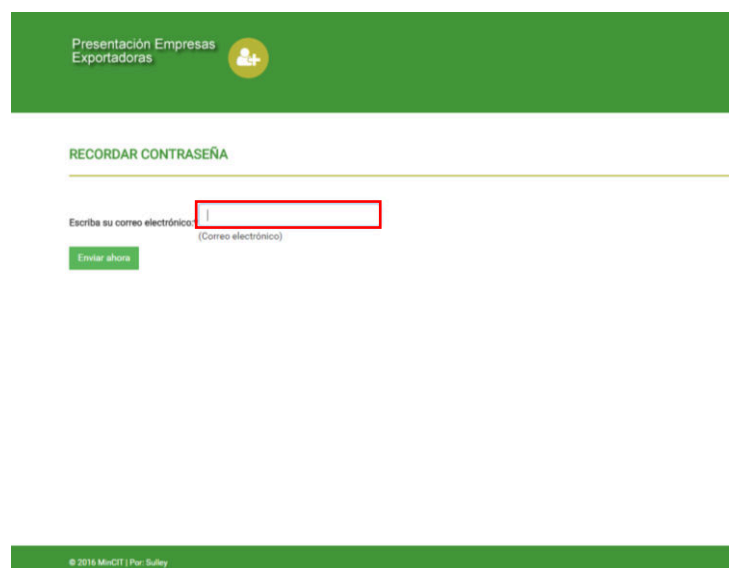 Presentación Empresas
Exportadoras
RECORDAR CONTRASEÑA
Escriba su correo electrónico:*
(Correo electrónico)
Enviar ahora
© 2016 MinCIT | Por: Sulley